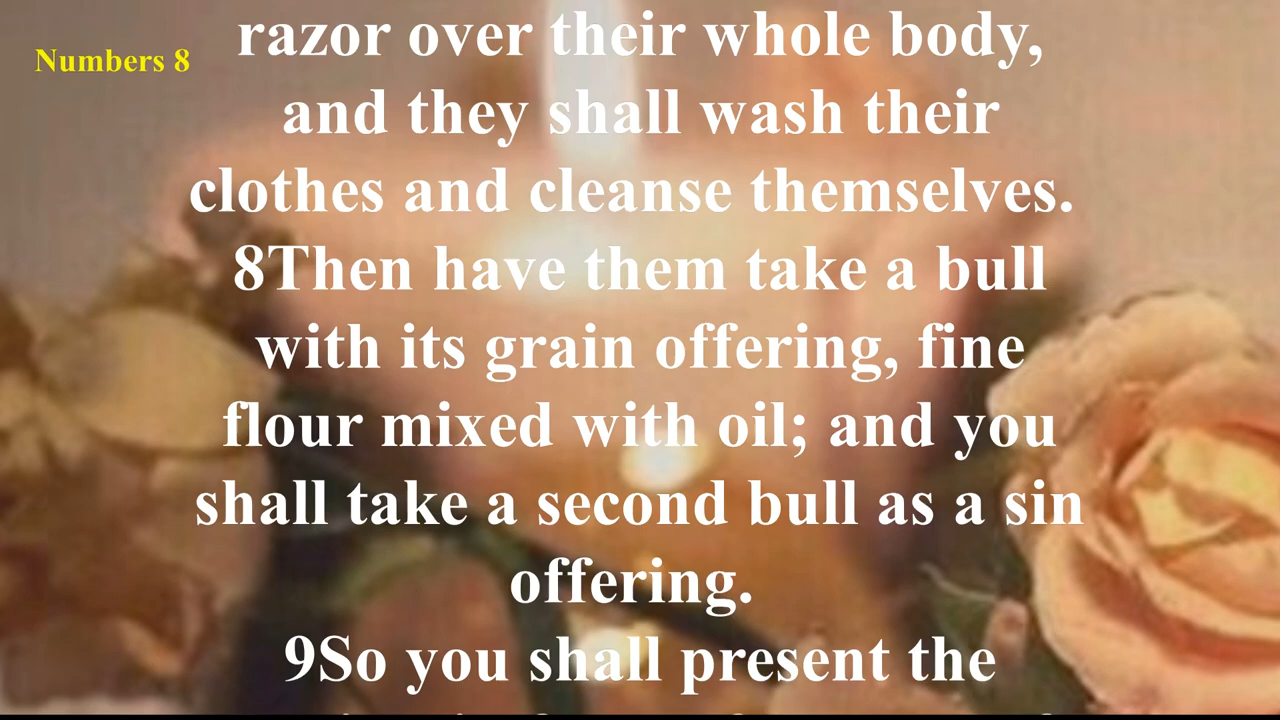 Numbers 8
razor over their whole body,
and they shall wash their
clothes and cleanse themselves.
8Then have them take a bull
with its grain offering, fine
flour mixed with oil; and you
shall take a second bull as a sin
offering.
9So you shall present the